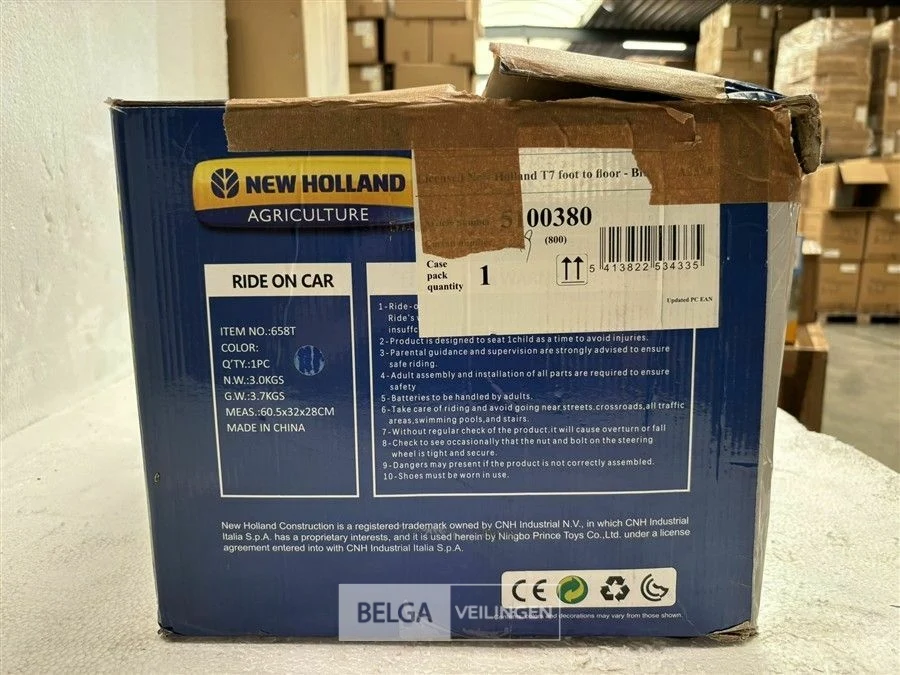 NEW HOLLAND
AGRICULTURE
Licensed New Holland T7 foot to floor -
5100380
(800)
Case
pack
quantity
1
5 413822 534335
Updated PC EAN
RIDE ON CAR
ITEM NO.:658T
COLOR:
Q'TY.:1PC
N.W.:3.0KGS
G.W.:3.7KGS
MEAS.:60.5x32x28CM
MADE IN CHINA
1-Ride-o
Ride's
insuffc
2-Product is designed to seat 1child as a time to avoid injuries.
3-Parental guidance and supervision are strongly advised to ensure
safe riding.
4-Adult assembly and installation of all parts are required to ensure
safety
5-Batteries to be handled by adults.
6-Take care of riding and avoid going near streets,crossroads,all traffic
areas,swimming pools,and stairs.
7-Without regular check of the product,it will cause overturn or fall
8-Check to see occasionally that the nut and bolt on the steering
wheel is tight and secure.
9-Dangers may present if the product is not correctly assembled.
10-Shoes must be worn in use.
New Holland Construction is a registered trademark owned by CNH Industrial N.V., in which CNH Industrial
Italia S.p.A. has a proprietary interests, and it is used herein by Ningbo Prince Toys Co.,Ltd. under a license
agreement entered into with CNH Industrial Italia S.p.A.
CE
decorations may vary from those shown.
BELGA VEILINGEN